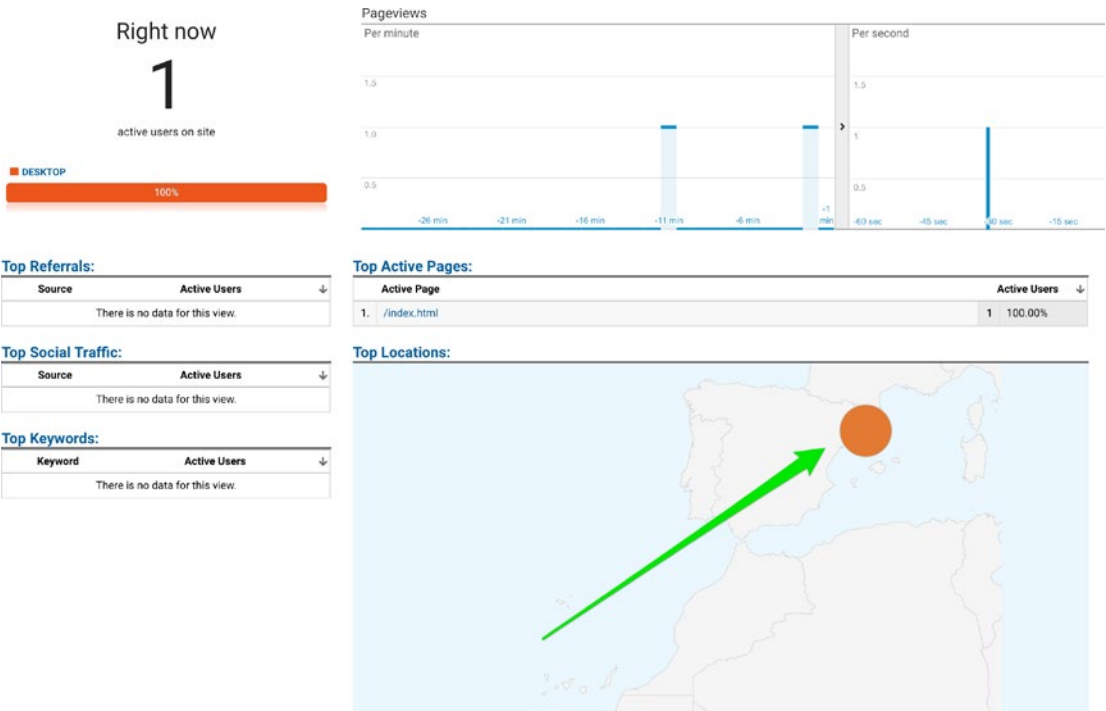 Right now
1
active users on site
DESKTOP
100%
Pageviews
Per minute
1.5
1.0
0.5
-26 min
-21 min
-16 min
-11 min
-6 min
-1
min
Per second
1.5
1
0.5
-60 sec
-45 sec
-30 sec
-15 sec
Top Referrals:
Source Active Users
There is no data for this view.
Top Social Traffic:
Source Active Users
There is no data for this view.
Top Keywords:
Keyword Active Users
There is no data for this view.
Top Active Pages:
Active Page Active Users
1. /index.html 1 100.00%
Top Locations: